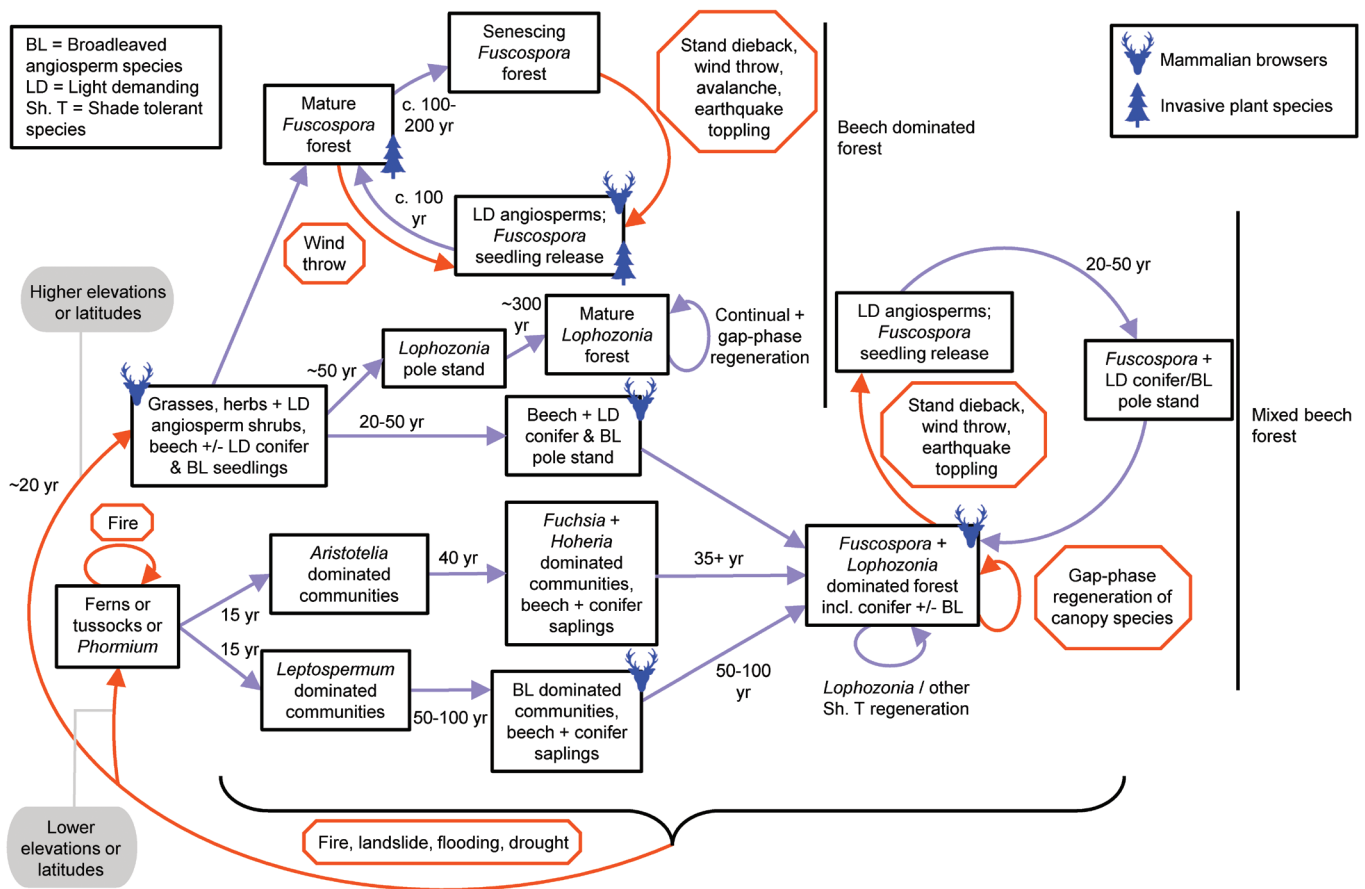 BL = Broadleaved
angiosperm species
LD = Light demanding
Sh. T = Shade tolerant
species
Senescing
Fuscospora
forest
Stand dieback,
wind throw,
avalanche,
earthquake
toppling
Mammalian browsers
Invasive plant species
Mature
Fuscospora
forest
c. 100-
200 yr
Beech dominated
forest
c. 100
yr
LD angiosperms;
Fuscospora
seedling release
Wind
throw
Higher elevations
or latitudes
~300
yr
Mature
Lophozonia
forest
Continual +
gap-phase
regeneration
Lophozonia
pole stand
~50 yr
LD angiosperms;
Fuscospora
seedling release
20-50 yr
Fuscospora +
LD conifer/BL
pole stand
Mixed beech
forest
Grasses, herbs + LD
angiosperm shrubs,
beech +/- LD conifer
& BL seedlings
20-50 yr
Beech + LD
conifer & BL
pole stand
Stand dieback,
wind throw,
earthquake
toppling
~20 yr
Fire
Ferns or
tussocks or
Phormium
15 yr
15 yr
Aristotelia
dominated
communities
40 yr
Fuchsia +
Hoheria
dominated
communities,
beech + conifer
saplings
35+ yr
Fuscospora +
Lophozonia
dominated forest
incl. conifer +/- BL
Gap-phase
regeneration of
canopy species
Leptospermum
dominated
communities
50-100 yr
BL dominated
communities,
beech + conifer
saplings
50-100
yr
Lophozonia / other
Sh. T regeneration
Lower
elevations or
latitudes
Fire, landslide, flooding, drought